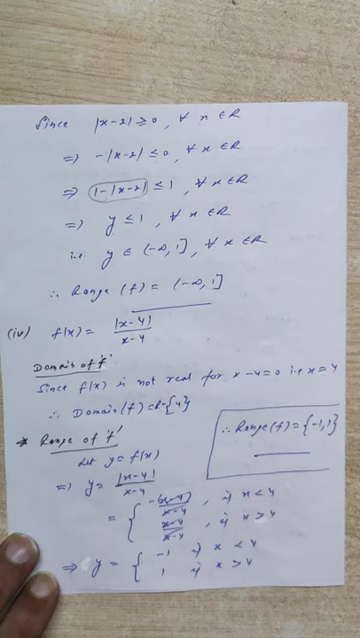 Since |x-2| ≥ 0, ∀ x ∈ R
⇒ -|x-2| ≤ 0, ∀ x ∈ R
⇒ 1-|x-2| ≤ 1, ∀ x ∈ R
⇒ y ≤ 1, ∀ x ∈ R
i.e. y ∈ (-∞, 1], ∀ x ∈ R
∴ Range (f) = (-∞, 1]
(iv) f(x) = |x-4| / x-4
Domain of 'f'
Since f(x) is not real for x-4=0 i.e x=4
∴ Domain(f) = R-{4}
* Range of 'f'
∴ Range(f) = {-1,1}
Let y = f(x)
⇒ y = |x-4| / x-4
= { -(x-4) / x-4, if x < 4
x-4 / x-4, if x > 4
⇒ y = { -1 if x < 4
1 if x > 4